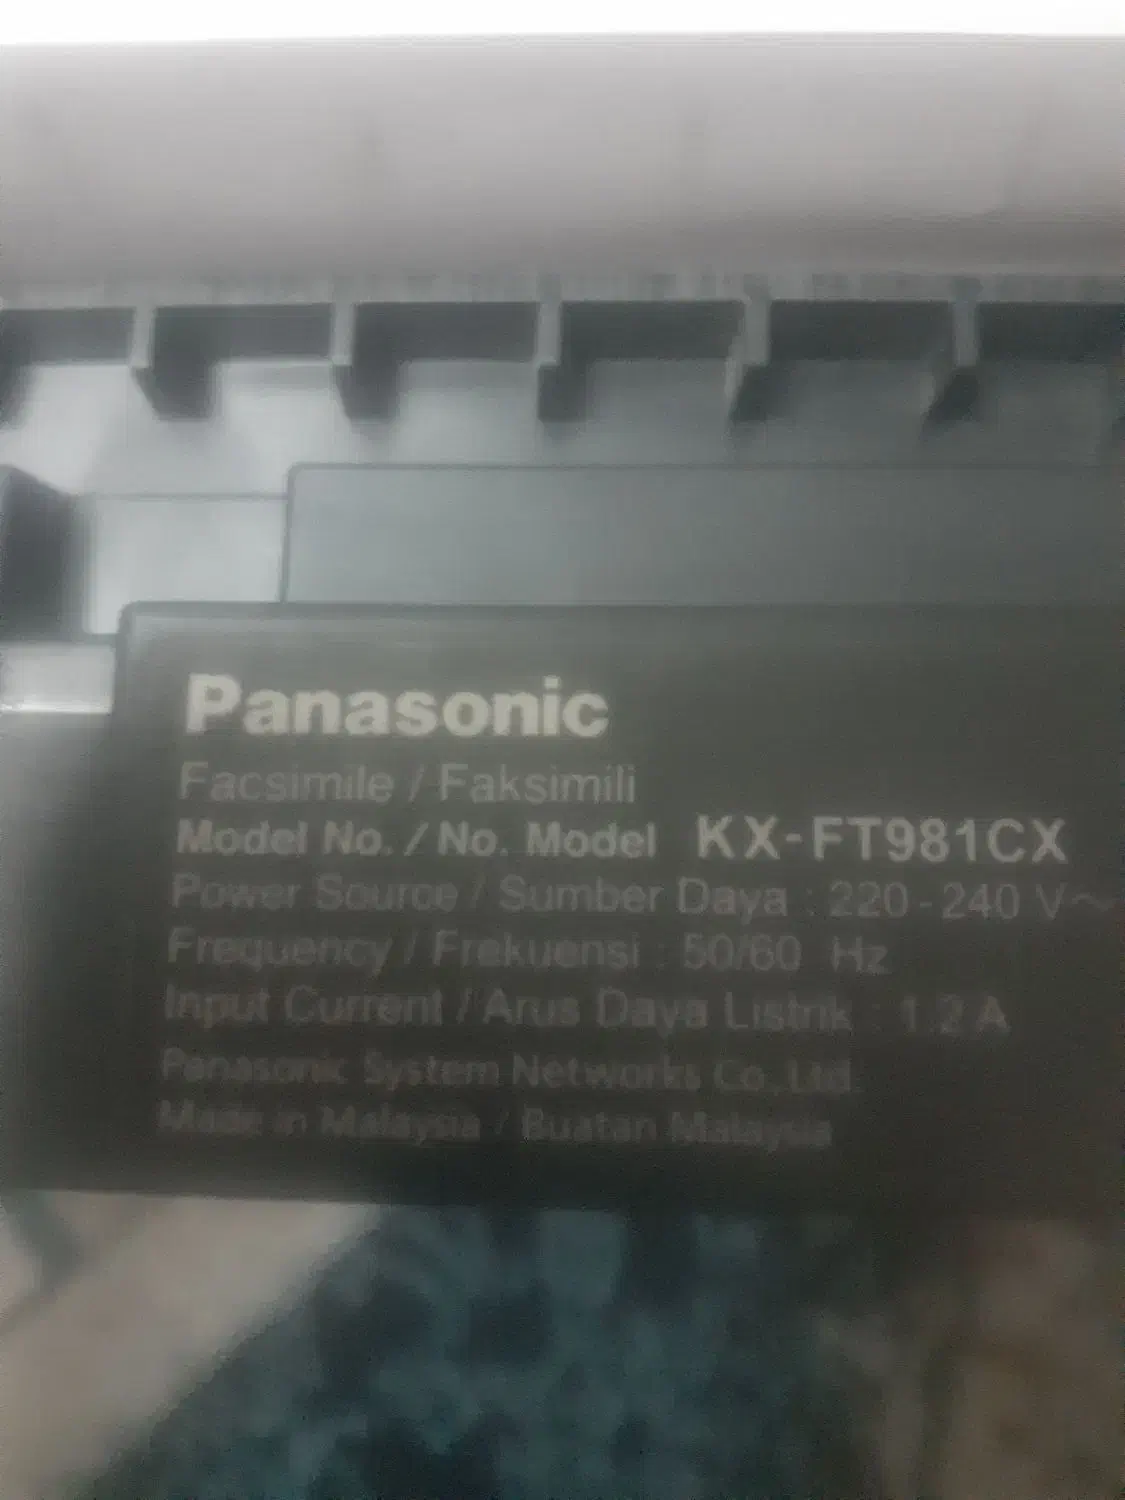 Panasonic
Facsimile / Faksimili
Model No. / No. Model KX-FT981CX
Power Source / Sumber Daya : 220-240 V~
Frequency / Frekuensi : 50/60 Hz
Input Current / Arus Daya Listrik : 1.2 A
Panasonic System Networks Co., Ltd.
Made in Malaysia / Buatan Malaysia